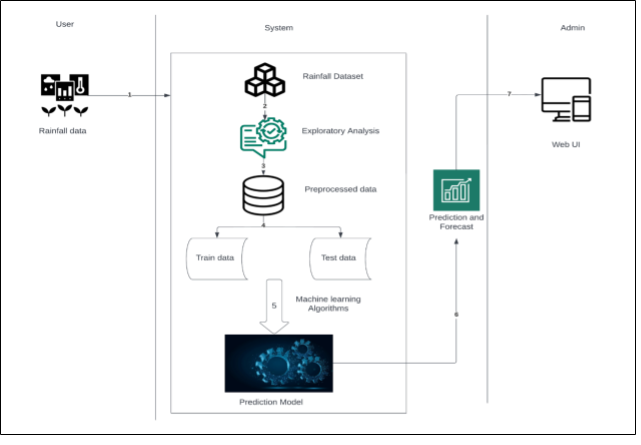 User
System
Admin
Rainfall data
1
Rainfall Dataset
2
Exploratory Analysis
3
Preprocessed data
4
Train data
Test data
5
Machine learning
Algorithms
Prediction Model
6
Prediction and
Forecast
7
Web UI